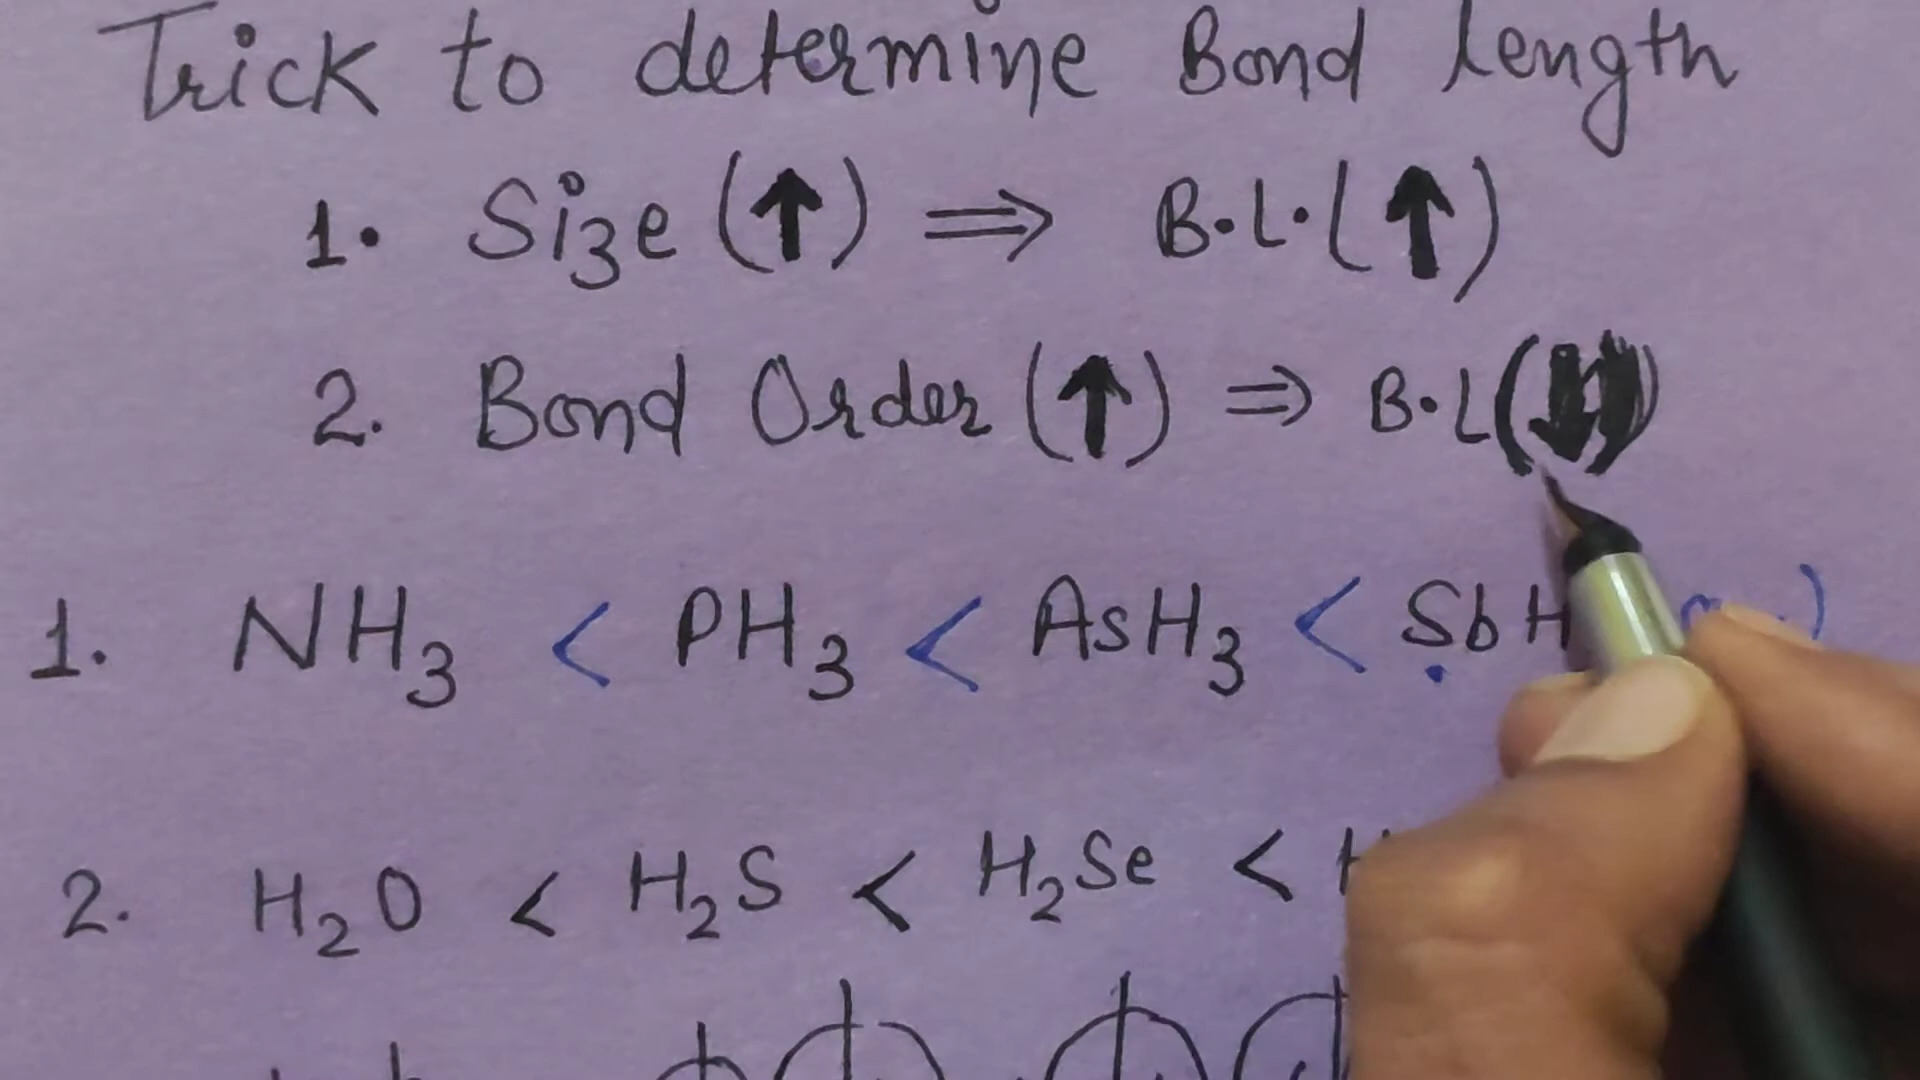 Trick to determine Bond length
1. Size (↑) ⇒ B.L.(↑)
2. Bond Order (↑) ⇒ B.L(↓)
1. NH₃ < PH₃ < AsH₃ < SbH
2. H₂O < H₂S < H₂Se < H